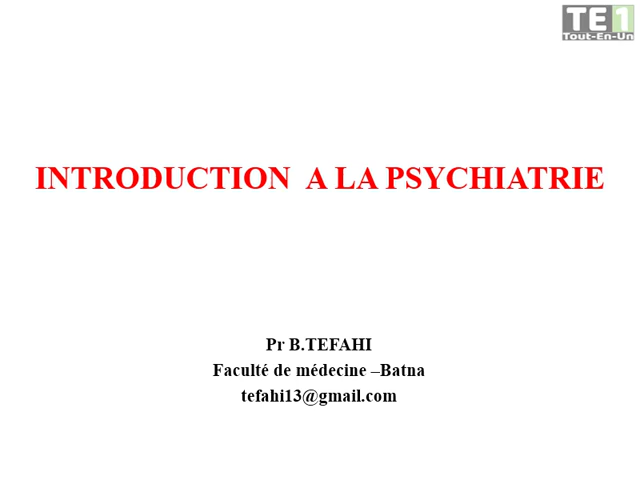 TE1
Tout-En-Un
INTRODUCTION A LA PSYCHIATRIE
Pr B.TEFAHI
Faculté de médecine –Batna
tefahi13@gmail.com